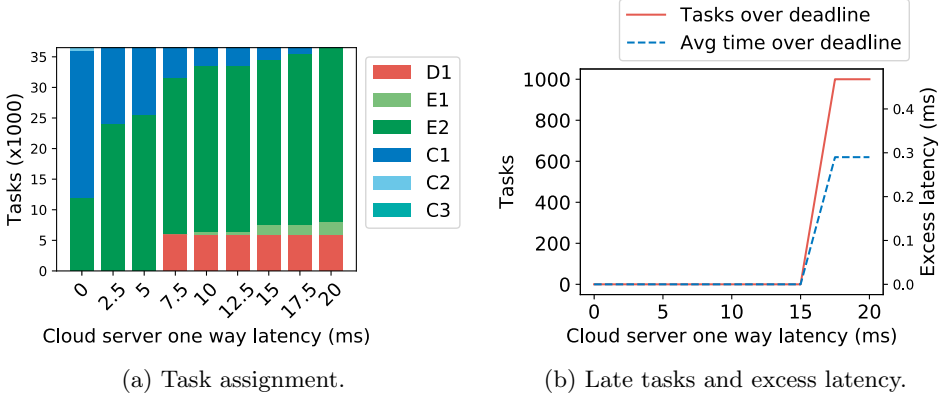 Tasks over deadline
Avg time over deadline
Tasks (x1000)
35
30
25
20
15
10
5
0
0
2.5
5
7.5
10
12.5
15
17.5
20
Cloud server one way latency (ms)
D1
E1
E2
C1
C2
C3
(a) Task assignment.
Tasks
1000
800
600
400
200
0
0
5
10
15
20
Cloud server one way latency (ms)
0.4
0.3
0.2
0.1
0.0
Excess latency (ms)
(b) Late tasks and excess latency.